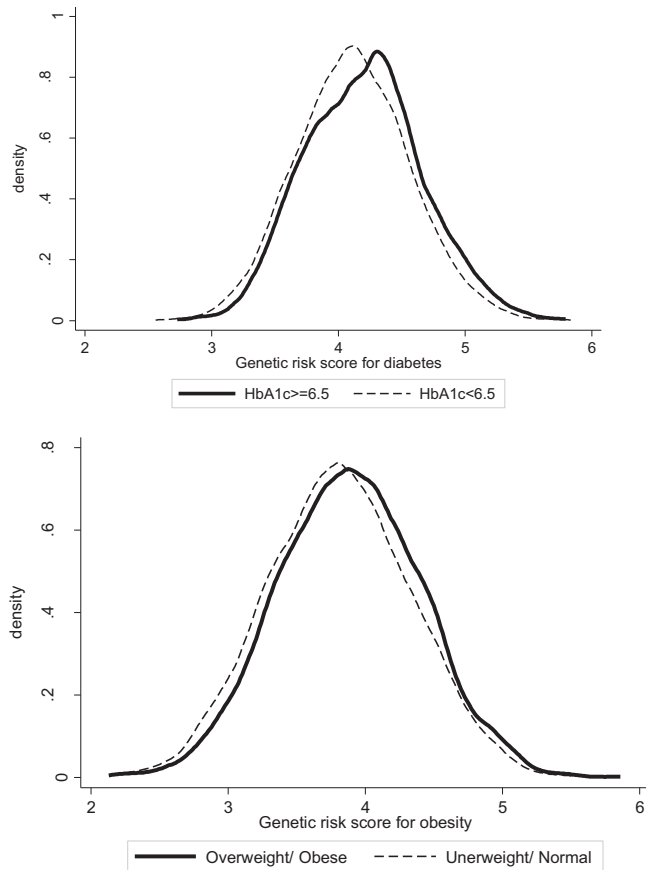 1
.8
.6
.4
.2
0
density
2 3 4 5 6
Genetic risk score for diabetes
HbA1c>=6.5 HbA1c<6.5
.8
.6
.4
.2
0
density
2 3 4 5 6
Genetic risk score for obesity
Overweight/ Obese Unerweight/ Normal